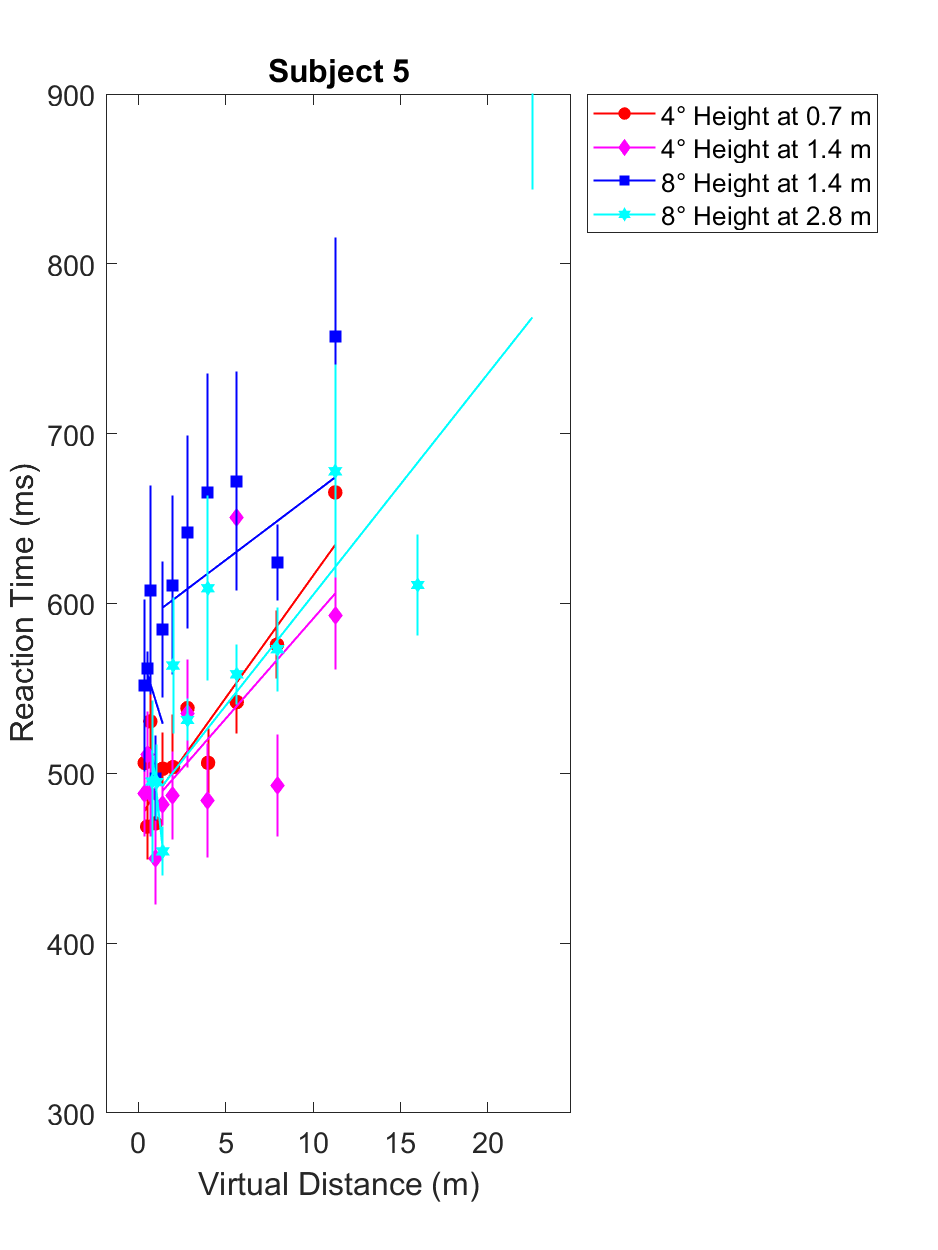 Subject 5
900
800
700
600
500
400
300
Reaction Time (ms)
0 5 10 15 20
Virtual Distance (m)
4° Height at 0.7 m
4° Height at 1.4 m
8° Height at 1.4 m
8° Height at 2.8 m